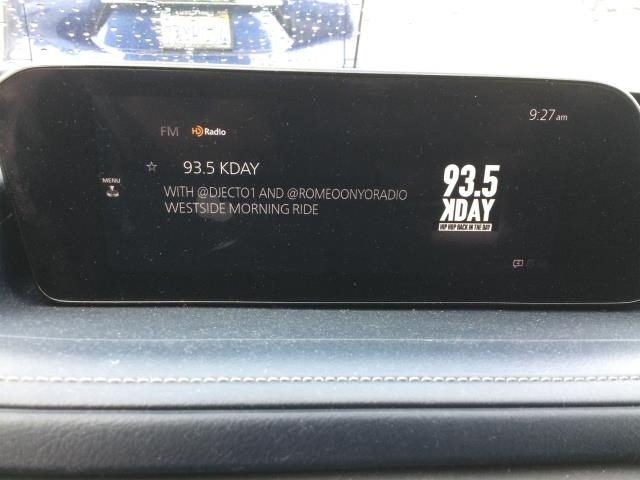 9:27 am
FM HD Radio
93.5 KDAY
MENU
WITH @DJECTO1 AND @ROMEOONYORADIO
WESTSIDE MORNING RIDE
93.5
KDAY
HIP HOP BACK IN THE DAY